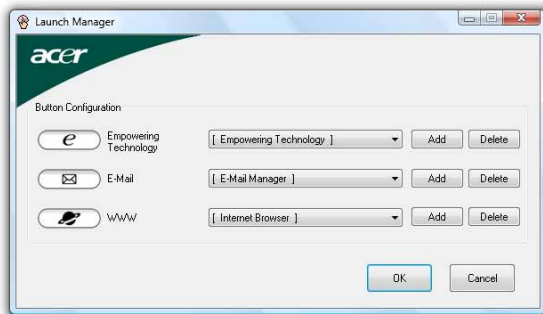 Launch Manager
acer
Button Configuration
e Empowering Technology [ Empowering Technology ] Add Delete
E-Mail [ E-Mail Manager ] Add Delete
WWW [ Internet Browser ] Add Delete
OK Cancel